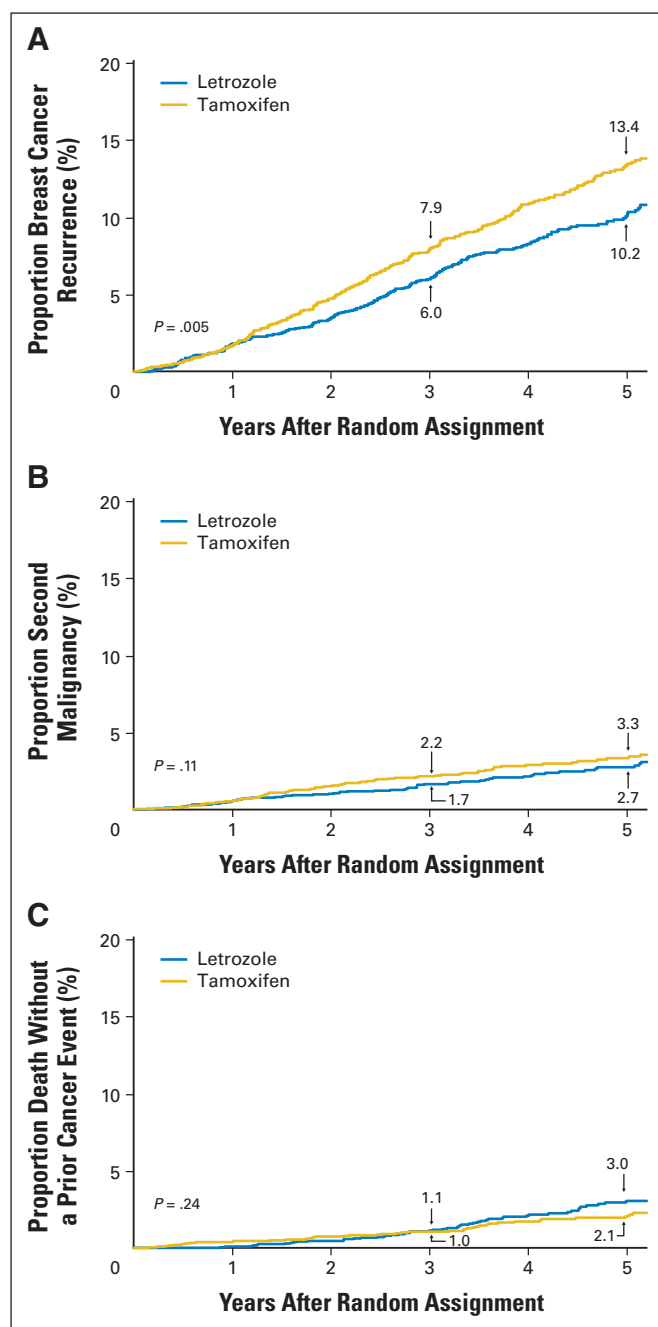 A
Proportion Breast Cancer
Recurrence (%)
20
15
10
5
0
Letrozole
Tamoxifen
13.4
7.9
10.2
6.0
P = .005
1 2 3 4 5
Years After Random Assignment
B
Proportion Second
Malignancy (%)
20
15
10
5
0
Letrozole
Tamoxifen
3.3
2.2
P = .11
1.7
2.7
1 2 3 4 5
Years After Random Assignment
C
Proportion Death Without
a Prior Cancer Event (%)
20
15
10
5
0
Letrozole
Tamoxifen
3.0
1.1
P = .24
1.0
2.1
1 2 3 4 5
Years After Random Assignment